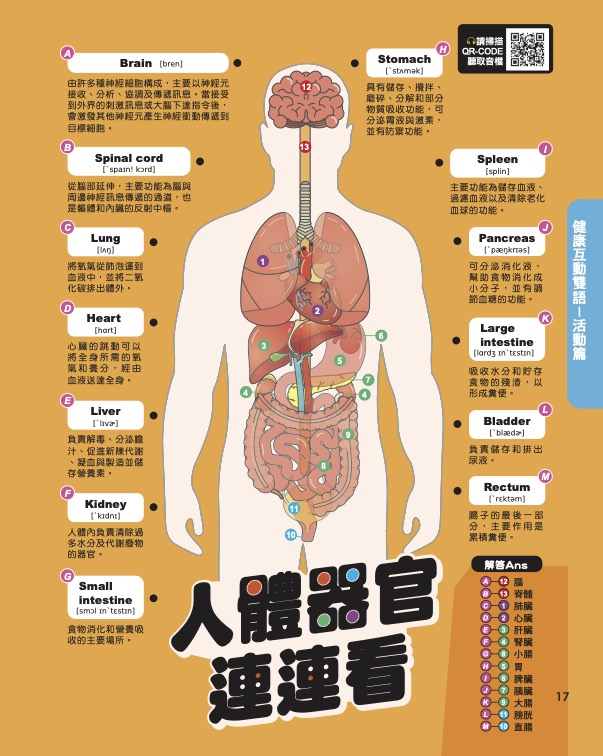 請掃描
QR-CODE
聽取音檔
A
Brain [bren]
由許多種神經細胞構成，主要以神經元
接收、分析、協調及傳遞訊息。當接受
到外界的刺激訊息或大腦下達指令後，
會激發其他神經元產生神經衝動傳遞到
目標細胞。
B
Spinal cord
[ˋspaɪnḷ kɔrd]
從腦部延伸，主要功能為腦與
周邊神經訊息傳遞的通道，也
是軀體和內臟的反射中樞。
C
Lung
[lʌŋ]
將氧氣從肺泡運到
血液中，並將二氧
化碳排出體外。
D
Heart
[hɑrt]
心臟的跳動可以
將全身所需的氧
氣和養分，經由
血液送達全身。
E
Liver
[ˋlɪvɚ]
負責解毒、分泌膽
汁、促進新陳代謝
、凝血與製造並儲
存營養素。
F
Kidney
[ˋkɪdnɪ]
人體內負責清除過
多水分及代謝廢物
的器官。
G
Small
intestine
[smɔl ɪnˋtɛstɪn]
食物消化和營養吸
收的主要場所。
H
Stomach
[ˋstʌmək]
具有儲存、攪拌、
磨碎、分解和部分
物質吸收功能，可
分泌胃液與激素，
並有防禦功能。
I
Spleen
[splin]
主要功能為儲存血液、
過濾血液以及清除老化
血球的功能。
J
Pancreas
[ˋpæŋkrɪəs]
可分泌消化液，
幫助食物消化成
小分子，並有調
節血糖的功能。
K
Large
intestine
[lɑrdʒ ɪnˋtɛstɪn]
吸收水分和貯存
食物的殘渣，以
形成糞便。
L
Bladder
[ˋblædɚ]
負責儲存和排出
尿液。
M
Rectum
[ˋrɛktəm]
腸子的最後一部
分，主要作用是
累積糞便。
12
13
1
2
3
6
5
7
4
4
9
8
11
10
人體器官
連連看
健康互動雙語－活動篇
解答Ans
A 12 腦
B 13 脊髓
C 1 肺臟
D 2 心臟
E 3 肝臟
F 4 腎臟
G 8 小腸
H 5 胃
I 6 脾臟
J 7 胰臟
K 9 大腸
L 11 膀胱
M 10 直腸
17